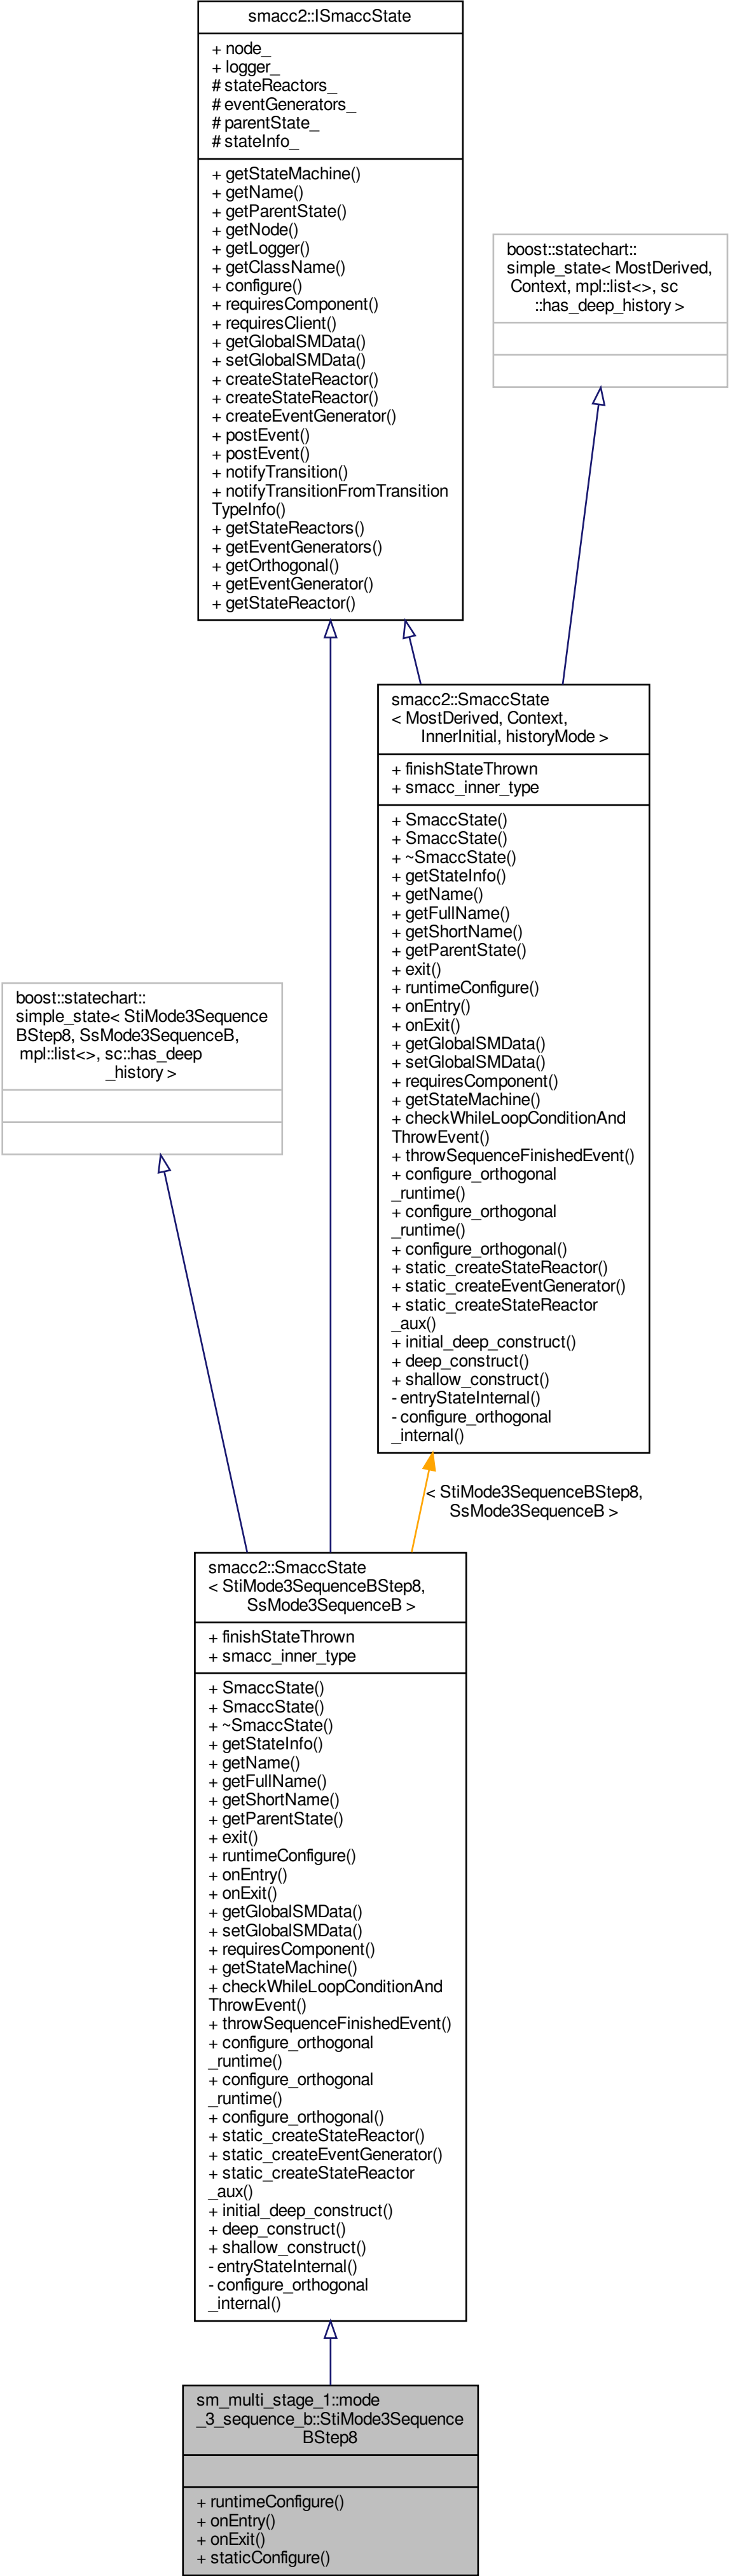 smacc2::ISmaccState
+ node_
+ logger_
# stateReactors_
# eventGenerators_
# parentState_
# stateInfo_
+ getStateMachine()
+ getName()
+ getParentState()
+ getNode()
+ getLogger()
+ getClassName()
+ configure()
+ requiresComponent()
+ requiresClient()
+ getGlobalSMData()
+ setGlobalSMData()
+ createStateReactor()
+ createStateReactor()
+ createEventGenerator()
+ postEvent()
+ postEvent()
+ notifyTransition()
+ notifyTransitionFromTransition
TypeInfo()
+ getStateReactors()
+ getEventGenerators()
+ getOrthogonal()
+ getEventGenerator()
+ getStateReactor()
boost::statechart::
simple_state< MostDerived,
Context, mpl::list<>, sc
::has_deep_history >
smacc2::SmaccState
< MostDerived, Context,
InnerInitial, historyMode >
+ finishStateThrown
+ smacc_inner_type
+ SmaccState()
+ SmaccState()
+ ~SmaccState()
+ getStateInfo()
+ getName()
+ getFullName()
+ getShortName()
+ getParentState()
+ exit()
+ runtimeConfigure()
+ onEntry()
+ onExit()
+ getGlobalSMData()
+ setGlobalSMData()
+ requiresComponent()
+ getStateMachine()
+ checkWhileLoopConditionAnd
ThrowEvent()
+ throwSequenceFinishedEvent()
+ configure_orthogonal
_runtime()
+ configure_orthogonal
_runtime()
+ configure_orthogonal()
+ static_createStateReactor()
+ static_createEventGenerator()
+ static_createStateReactor
_aux()
+ initial_deep_construct()
+ deep_construct()
+ shallow_construct()
- entryStateInternal()
- configure_orthogonal
_internal()
boost::statechart::
simple_state< StiMode3Sequence
BStep8, SsMode3SequenceB,
mpl::list<>, sc::has_deep
_history >
< StiMode3SequenceBStep8,
SsMode3SequenceB >
smacc2::SmaccState
< StiMode3SequenceBStep8,
SsMode3SequenceB >
+ finishStateThrown
+ smacc_inner_type
+ SmaccState()
+ SmaccState()
+ ~SmaccState()
+ getStateInfo()
+ getName()
+ getFullName()
+ getShortName()
+ getParentState()
+ exit()
+ runtimeConfigure()
+ onEntry()
+ onExit()
+ getGlobalSMData()
+ setGlobalSMData()
+ requiresComponent()
+ getStateMachine()
+ checkWhileLoopConditionAnd
ThrowEvent()
+ throwSequenceFinishedEvent()
+ configure_orthogonal
_runtime()
+ configure_orthogonal
_runtime()
+ configure_orthogonal()
+ static_createStateReactor()
+ static_createEventGenerator()
+ static_createStateReactor
_aux()
+ initial_deep_construct()
+ deep_construct()
+ shallow_construct()
- entryStateInternal()
- configure_orthogonal
_internal()
sm_multi_stage_1::mode
_3_sequence_b::StiMode3Sequence
BStep8
+ runtimeConfigure()
+ onEntry()
+ onExit()
+ staticConfigure()